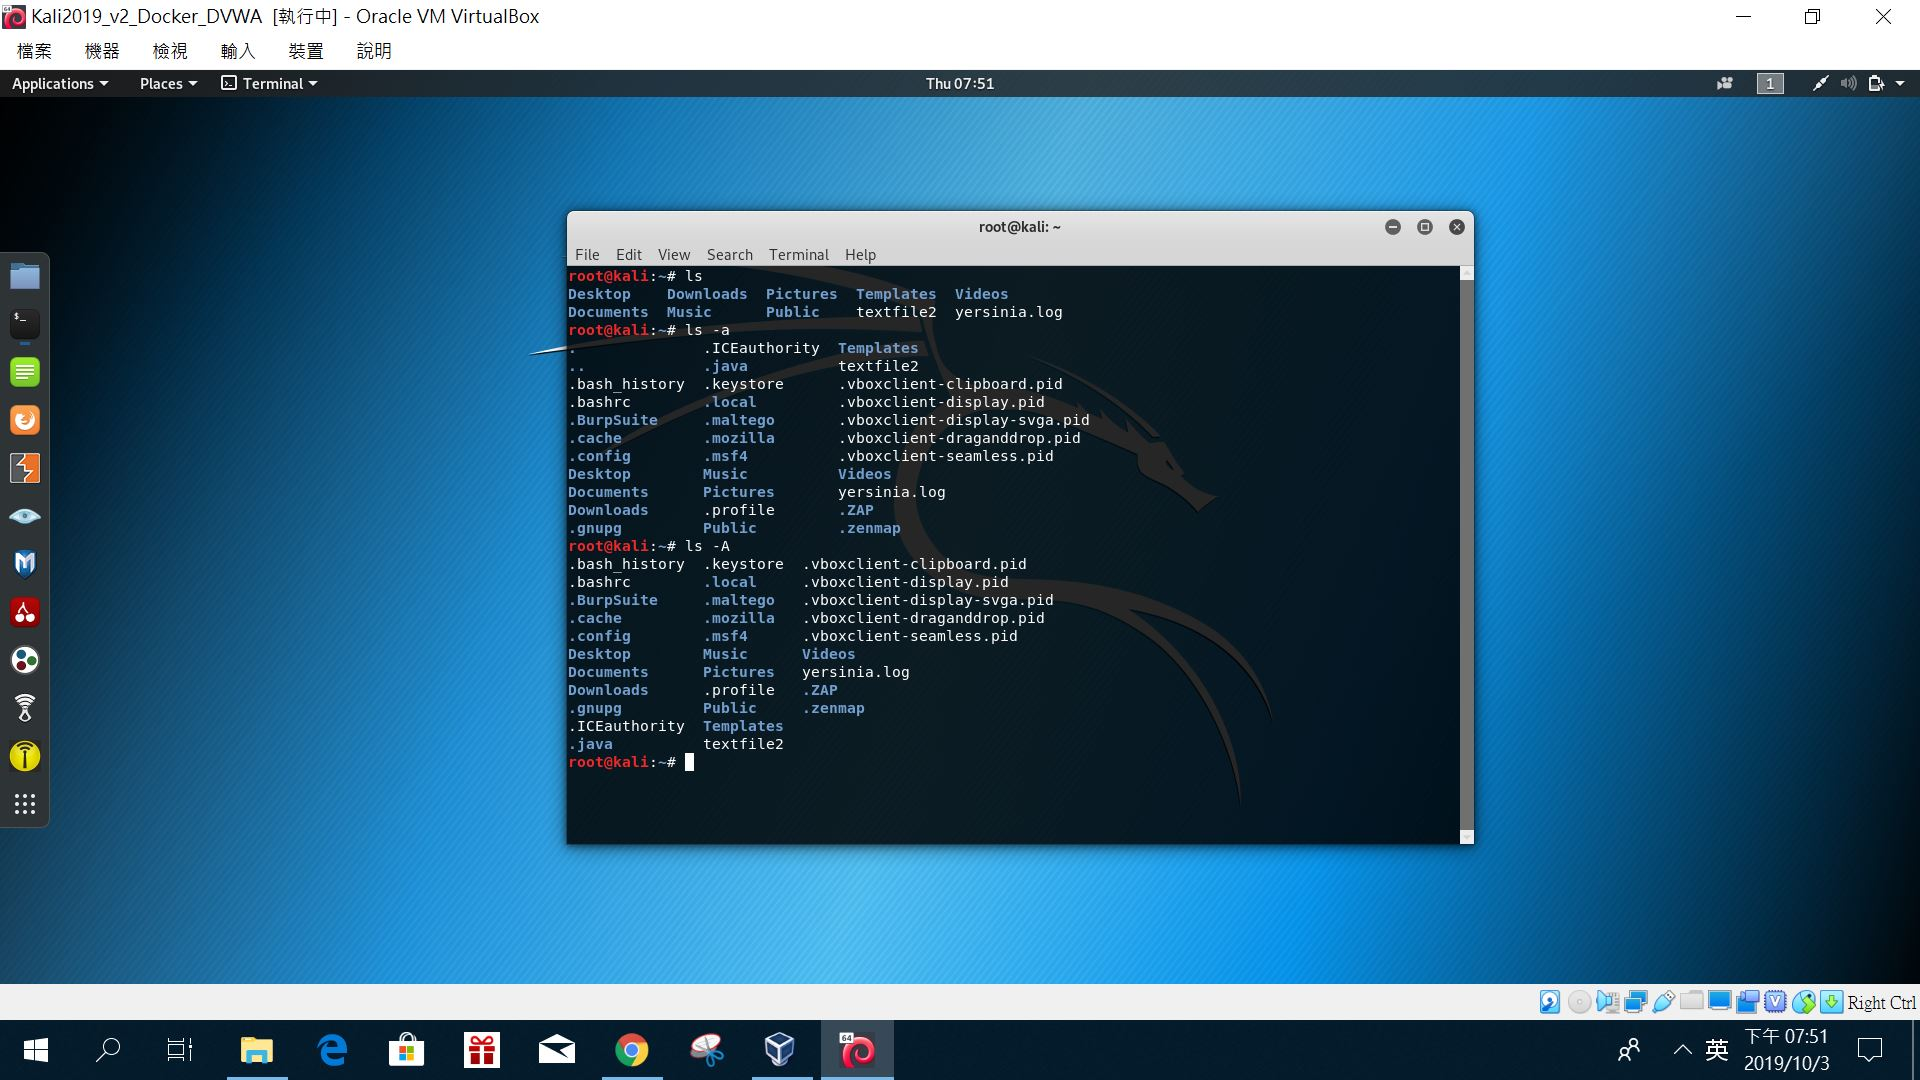 Kali2019_v2_Docker_DVWA [執行中] - Oracle VM VirtualBox
檔案 機器 檢視 輸入 裝置 說明
Applications Places Terminal Thu 07:51 1
root@kali: ~
File Edit View Search Terminal Help
root@kali:~# ls
Desktop Downloads Pictures Templates Videos
Documents Music Public textfile2 yersinia.log
root@kali:~# ls -a
. .ICEauthority Templates
.. .java textfile2
.bash_history .keystore .vboxclient-clipboard.pid
.bashrc .local .vboxclient-display.pid
.BurpSuite .maltego .vboxclient-display-svga.pid
.cache .mozilla .vboxclient-draganddrop.pid
.config .msf4 .vboxclient-seamless.pid
Desktop Music Videos
Documents Pictures yersinia.log
Downloads .profile .ZAP
.gnupg Public .zenmap
root@kali:~# ls -A
.bash_history .keystore .vboxclient-clipboard.pid
.bashrc .local .vboxclient-display.pid
.BurpSuite .maltego .vboxclient-display-svga.pid
.cache .mozilla .vboxclient-draganddrop.pid
.config .msf4 .vboxclient-seamless.pid
Desktop Music Videos
Documents Pictures yersinia.log
Downloads .profile .ZAP
.gnupg Public .zenmap
.ICEauthority Templates
.java textfile2
root@kali:~#
Right Ctrl
64
英
下午 07:51
2019/10/3